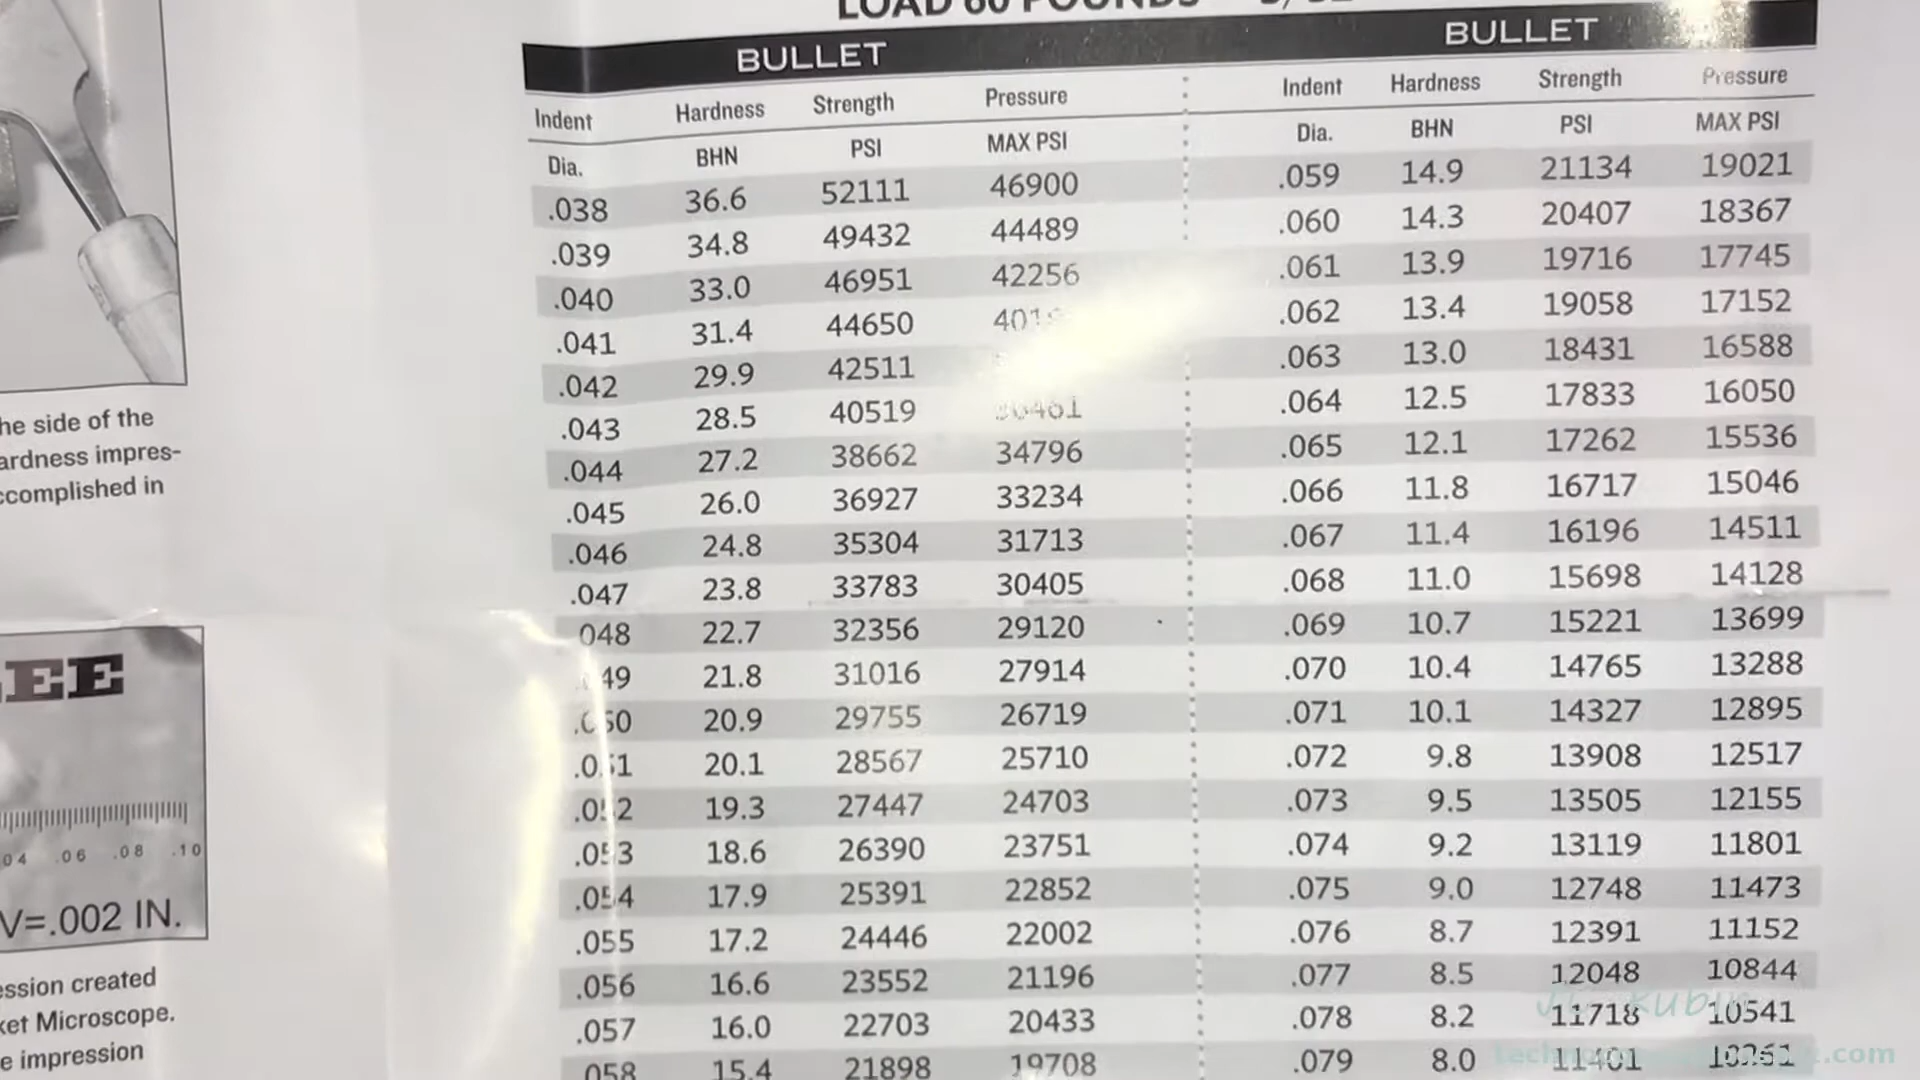 LOAD 60 POUNDS
BULLET BULLET
Indent Hardness Strength Pressure Indent Hardness Strength Pressure
Dia. BHN PSI MAX PSI Dia. BHN PSI MAX PSI
.038 36.6 52111 46900 .059 14.9 21134 19021
.039 34.8 49432 44489 .060 14.3 20407 18367
.040 33.0 46951 42256 .061 13.9 19716 17745
.041 31.4 44650 .062 13.4 19058 17152
.042 29.9 42511 .063 13.0 18431 16588
.043 28.5 40519 .064 12.5 17833 16050
.044 27.2 38662 34796 .065 12.1 17262 15536
.045 26.0 36927 33234 .066 11.8 16717 15046
.046 24.8 35304 31713 .067 11.4 16196 14511
.047 23.8 33783 30405 .068 11.0 15698 14128
.048 22.7 32356 29120 .069 10.7 15221 13699
.049 21.8 31016 27914 .070 10.4 14765 13288
.050 20.9 29755 26719 .071 10.1 14327 12895
.051 20.1 28567 25710 .072 9.8 13908 12517
.052 19.3 27447 24703 .073 9.5 13505 12155
.053 18.6 26390 23751 .074 9.2 13119 11801
.054 17.9 25391 22852 .075 9.0 12748 11473
.055 17.2 24446 22002 .076 8.7 12391 11152
.056 16.6 23552 21196 .077 8.5 12048 10844
.057 16.0 22703 20433 .078 8.2 11718 10541
.058 15.4 21898 19708 .079 8.0 11401 10261
he side of the
ardness impres-
ccomplished in
EE
04 .06 .08 .10
V=.002 IN.
ession created
ket Microscope.
e impression